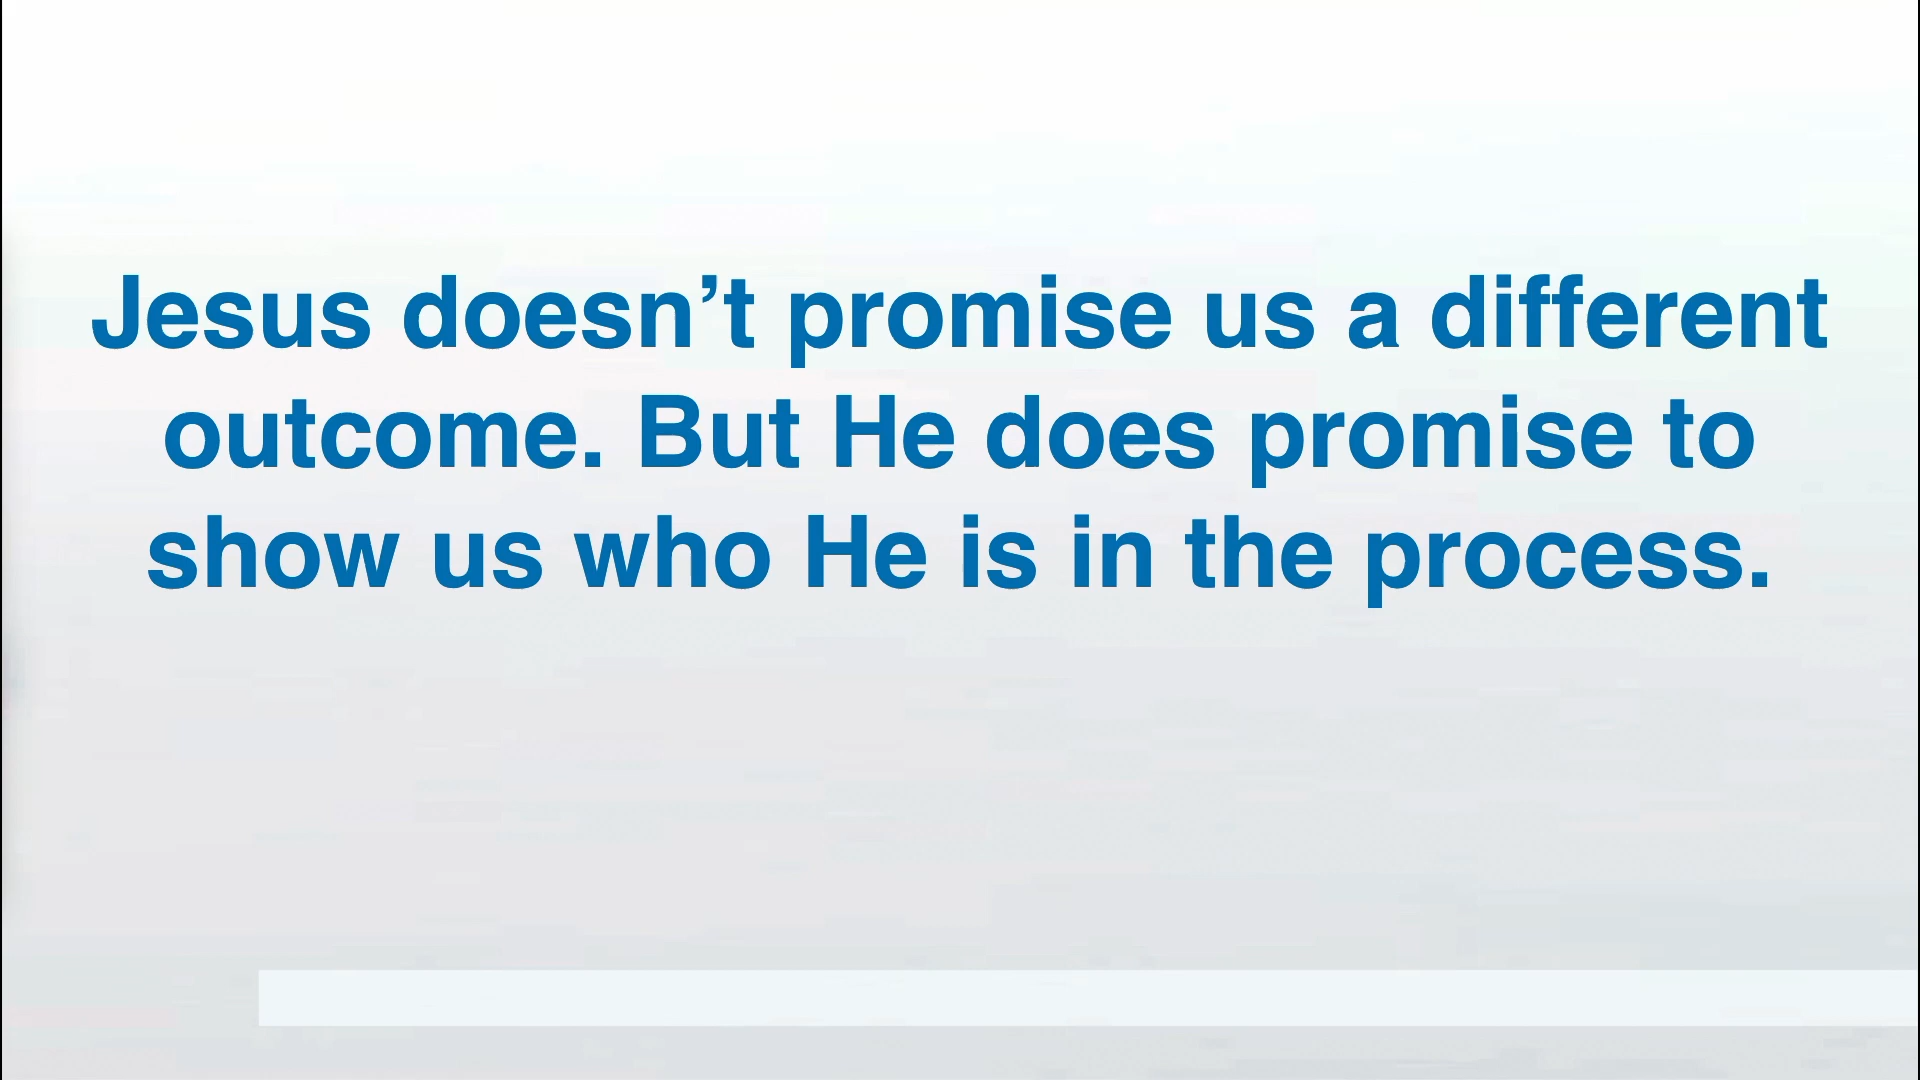 Jesus doesn’t promise us a different
outcome. But He does promise to
show us who He is in the process.